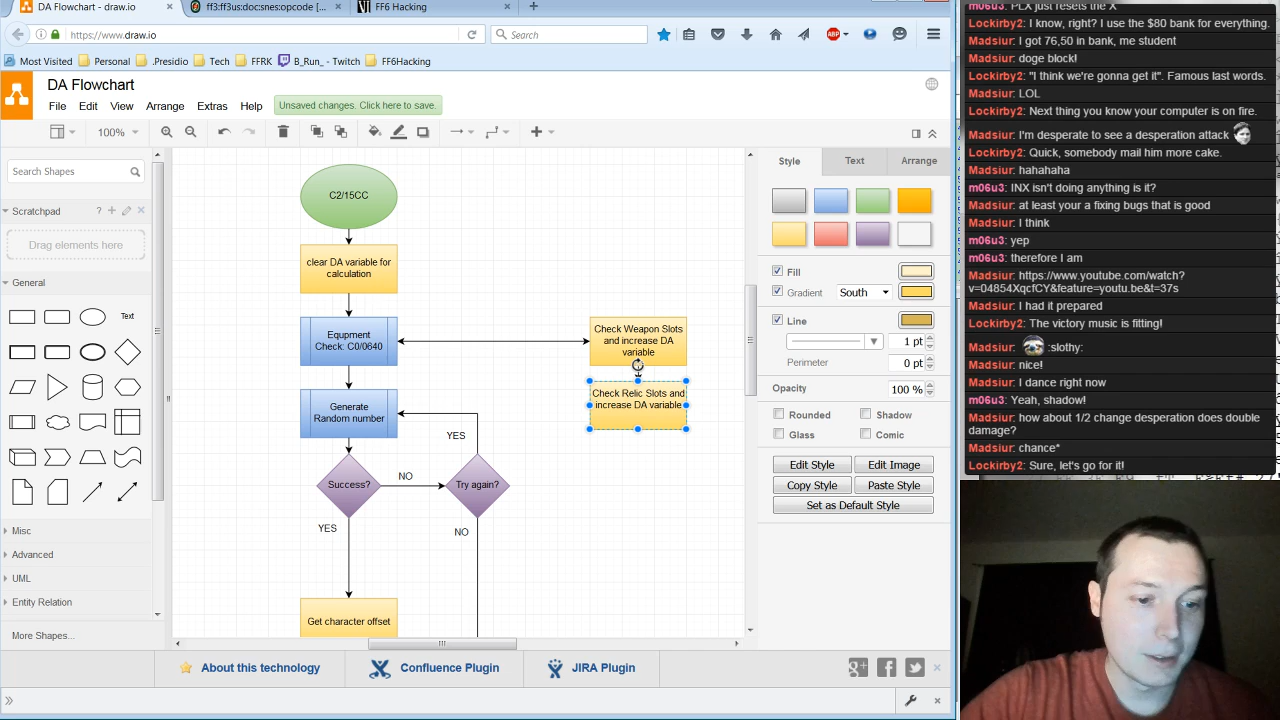 DA Flowchart - draw.io
ff3:ff3us:doc:snes:opcode [...
FF6 Hacking
https://www.draw.io
Search
ABP
Most Visited
Personal
.Presidio
Tech
FFRK
B_Run_ - Twitch
FF6Hacking
DA Flowchart
File
Edit
View
Arrange
Extras
Help
Unsaved changes. Click here to save.
100%
Search Shapes
Scratchpad
Drag elements here
General
Text
Misc
Advanced
UML
Entity Relation
More Shapes...
C2/15CC
clear DA variable for
calculation
Equpment
Check: C0/0640
Generate
Random number
Success?
NO
Try again?
YES
YES
NO
Get character offset
Check Weapon Slots
and increase DA
variable
Check Relic Slots and
increase DA variable
Style
Text
Arrange
Fill
Gradient
South
Line
1 pt
Perimeter
0 pt
Opacity
100 %
Rounded
Shadow
Glass
Comic
Edit Style
Edit Image
Copy Style
Paste Style
Set as Default Style
About this technology
Confluence Plugin
JIRA Plugin
m06u3: PLX just resets the X
Lockirby2: I know, right? I use the $80 bank for everything.
Madsiur: I got 76,50 in bank, me student
Madsiur: doge block!
Lockirby2: "I think we're gonna get it". Famous last words.
Madsiur: LOL
Lockirby2: Next thing you know your computer is on fire.
Madsiur: I'm desperate to see a desperation attack
Lockirby2: Quick, somebody mail him more cake.
Madsiur: hahahaha
m06u3: INX isn't doing anything is it?
Madsiur: at least your a fixing bugs that is good
Madsiur: I think
m06u3: yep
m06u3: therefore I am
Madsiur: https://www.youtube.com/watch?
v=04854XqcfCY&feature=youtu.be&t=37s
Madsiur: I had it prepared
Lockirby2: The victory music is fitting!
Madsiur: :slothy:
Madsiur: nice!
Madsiur: I dance right now
m06u3: Yeah, shadow!
Madsiur: how about 1/2 change desperation does double
damage?
Madsiur: chance*
Lockirby2: Sure, let's go for it!